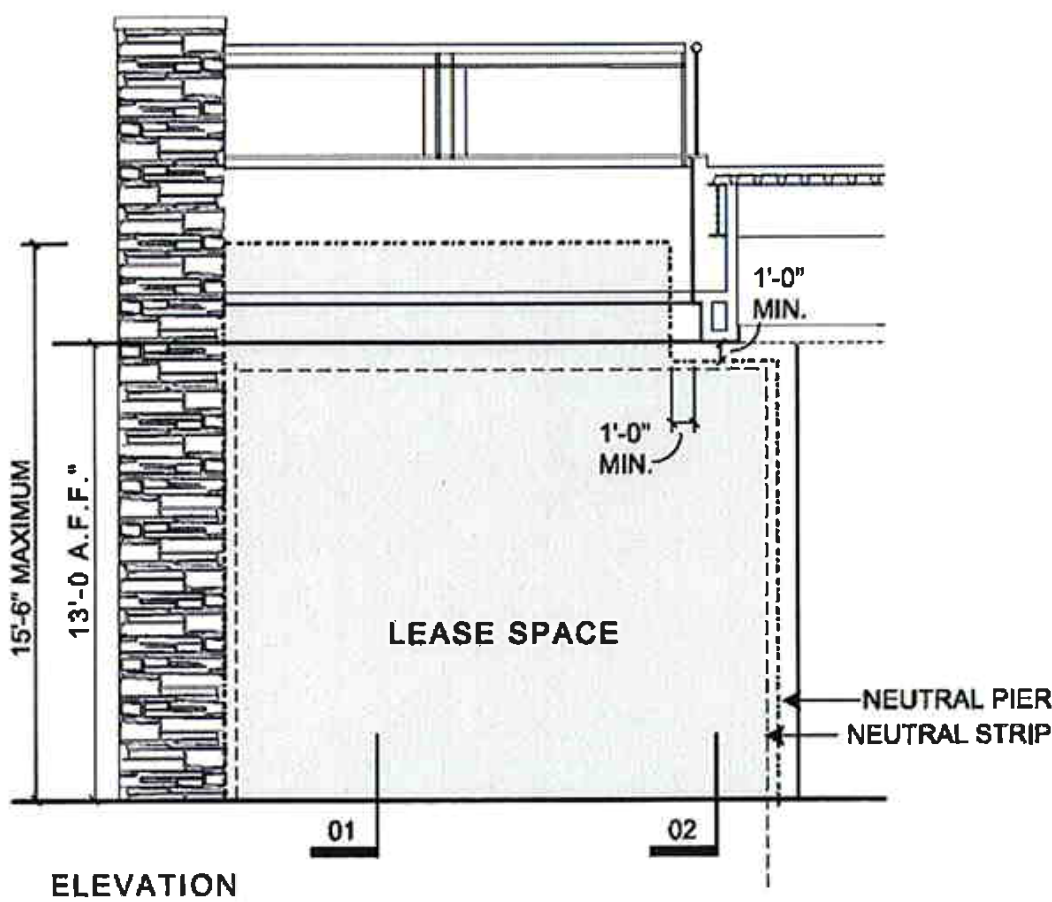 1'-0"
MIN.
1'-0"
MIN.
15'-6" MAXIMUM
13'-0 A.F.F."
LEASE SPACE
NEUTRAL PIER
NEUTRAL STRIP
01
02
ELEVATION